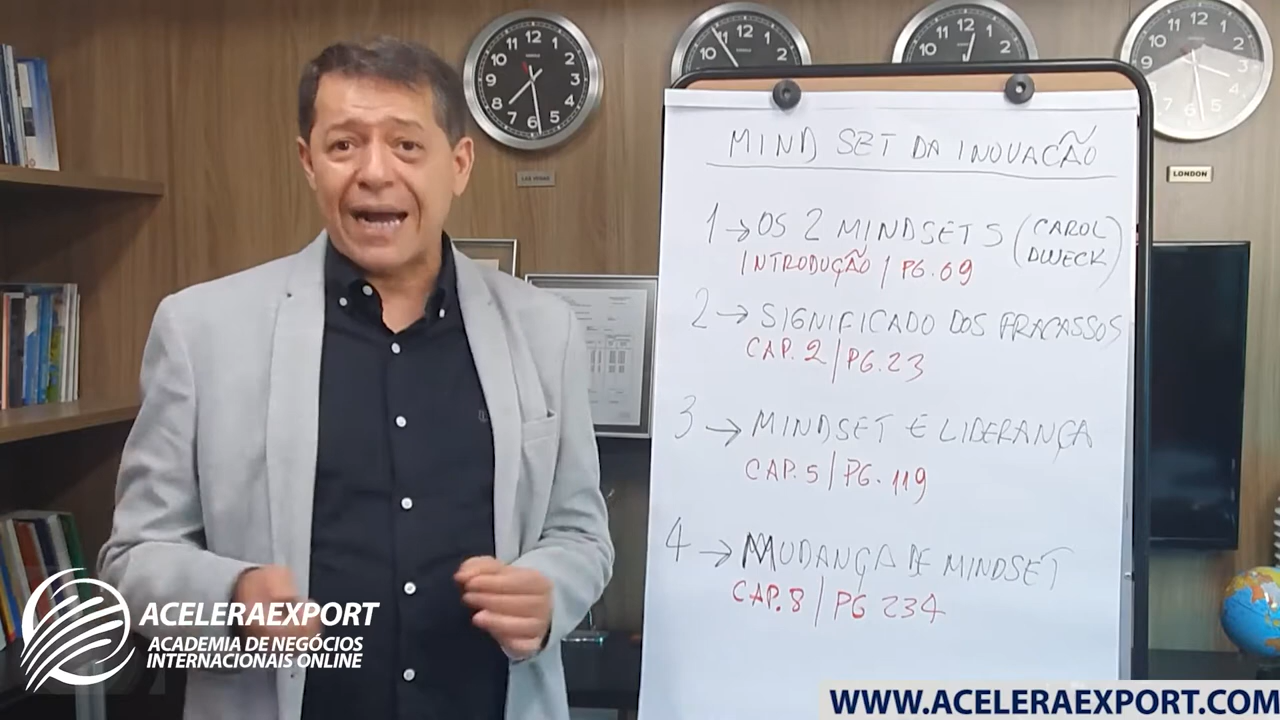 MINDSET DA INOVAÇÃO
1 → OS 2 MINDSETS (CAROL DWECK)
INTRODUÇÃO / PG. 09
2 → SIGNIFICADO DOS FRACASSOS
CAP. 2 / PG. 23
3 → MINDSET E LIDERANÇA
CAP. 5 / PG. 119
4 → MUDANÇA DE MINDSET
CAP. 8 / PG 234
LONDON
ACELERAEXPORT
ACADEMIA DE NEGÓCIOS
INTERNACIONAIS ONLINE
WWW.ACELERAEXPORT.COM